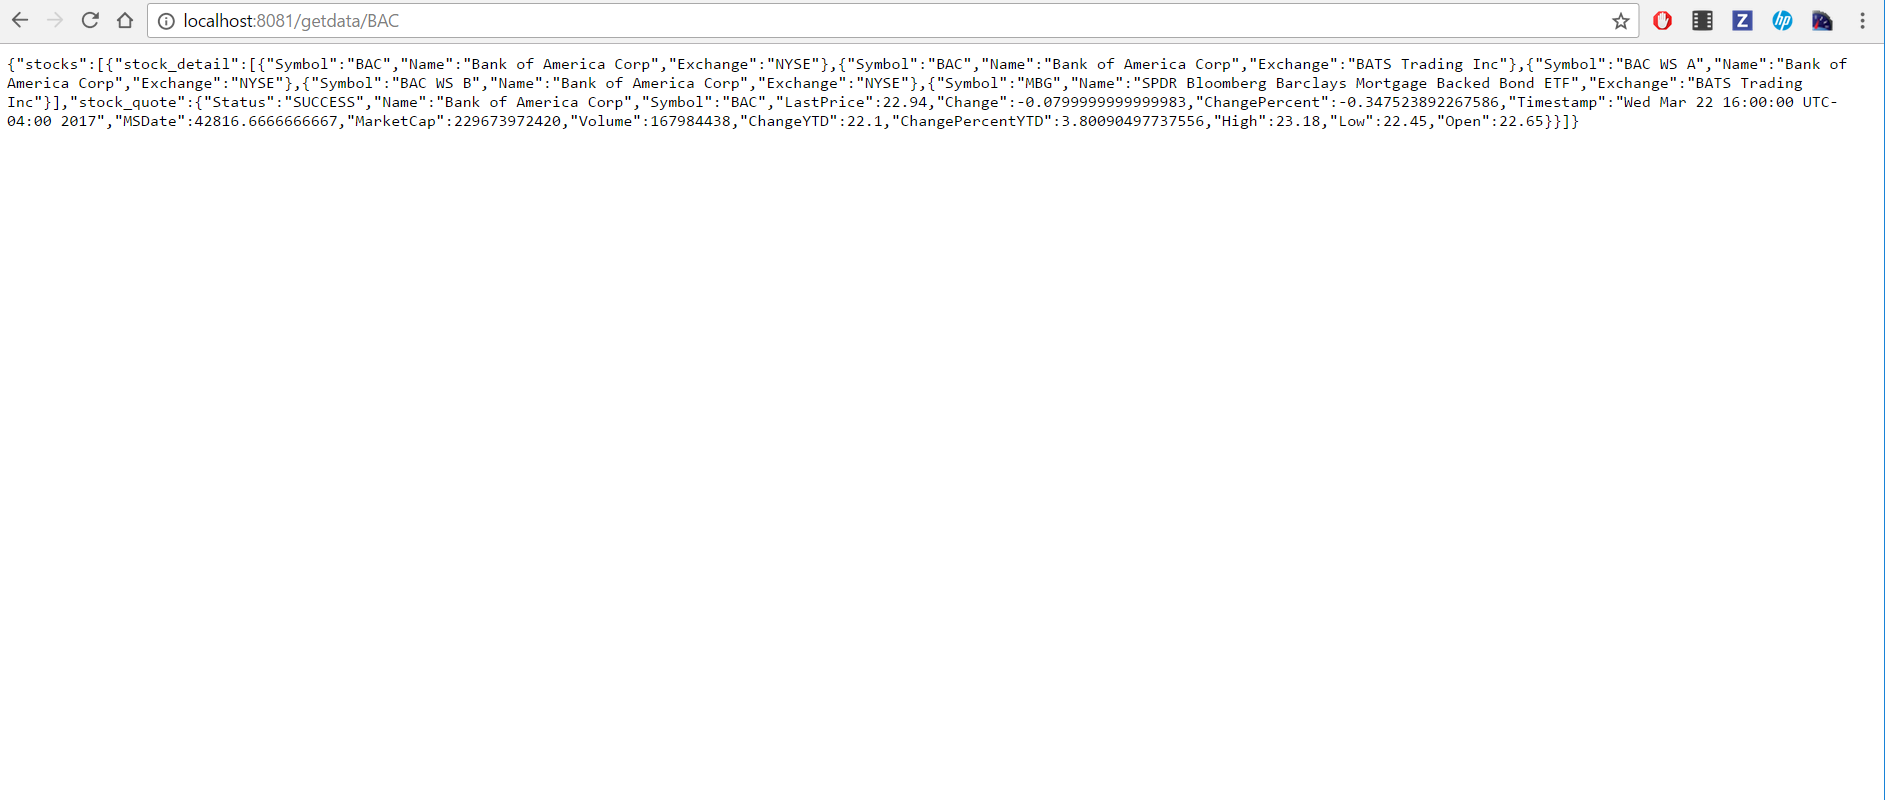 localhost:8081/getdata/BAC
Z
hp
{"stocks":[{"stock_detail":[{"Symbol":"BAC","Name":"Bank of America Corp","Exchange":"NYSE"},{"Symbol":"BAC","Name":"Bank of America Corp","Exchange":"BATS Trading Inc"},{"Symbol":"BAC WS A","Name":"Bank of
America Corp","Exchange":"NYSE"},{"Symbol":"BAC WS B","Name":"Bank of America Corp","Exchange":"NYSE"},{"Symbol":"MBG","Name":"SPDR Bloomberg Barclays Mortgage Backed Bond ETF","Exchange":"BATS Trading
Inc"}],"stock_quote":{"Status":"SUCCESS","Name":"Bank of America Corp","Symbol":"BAC","LastPrice":22.94,"Change":-0.0799999999999983,"ChangePercent":-0.347523892267586,"Timestamp":"Wed Mar 22 16:00:00 UTC-
04:00 2017","MSDate":42816.6666666667,"MarketCap":229673972420,"Volume":167984438,"ChangeYTD":22.1,"ChangePercentYTD":3.80090497737556,"High":23.18,"Low":22.45,"Open":22.65}}]}